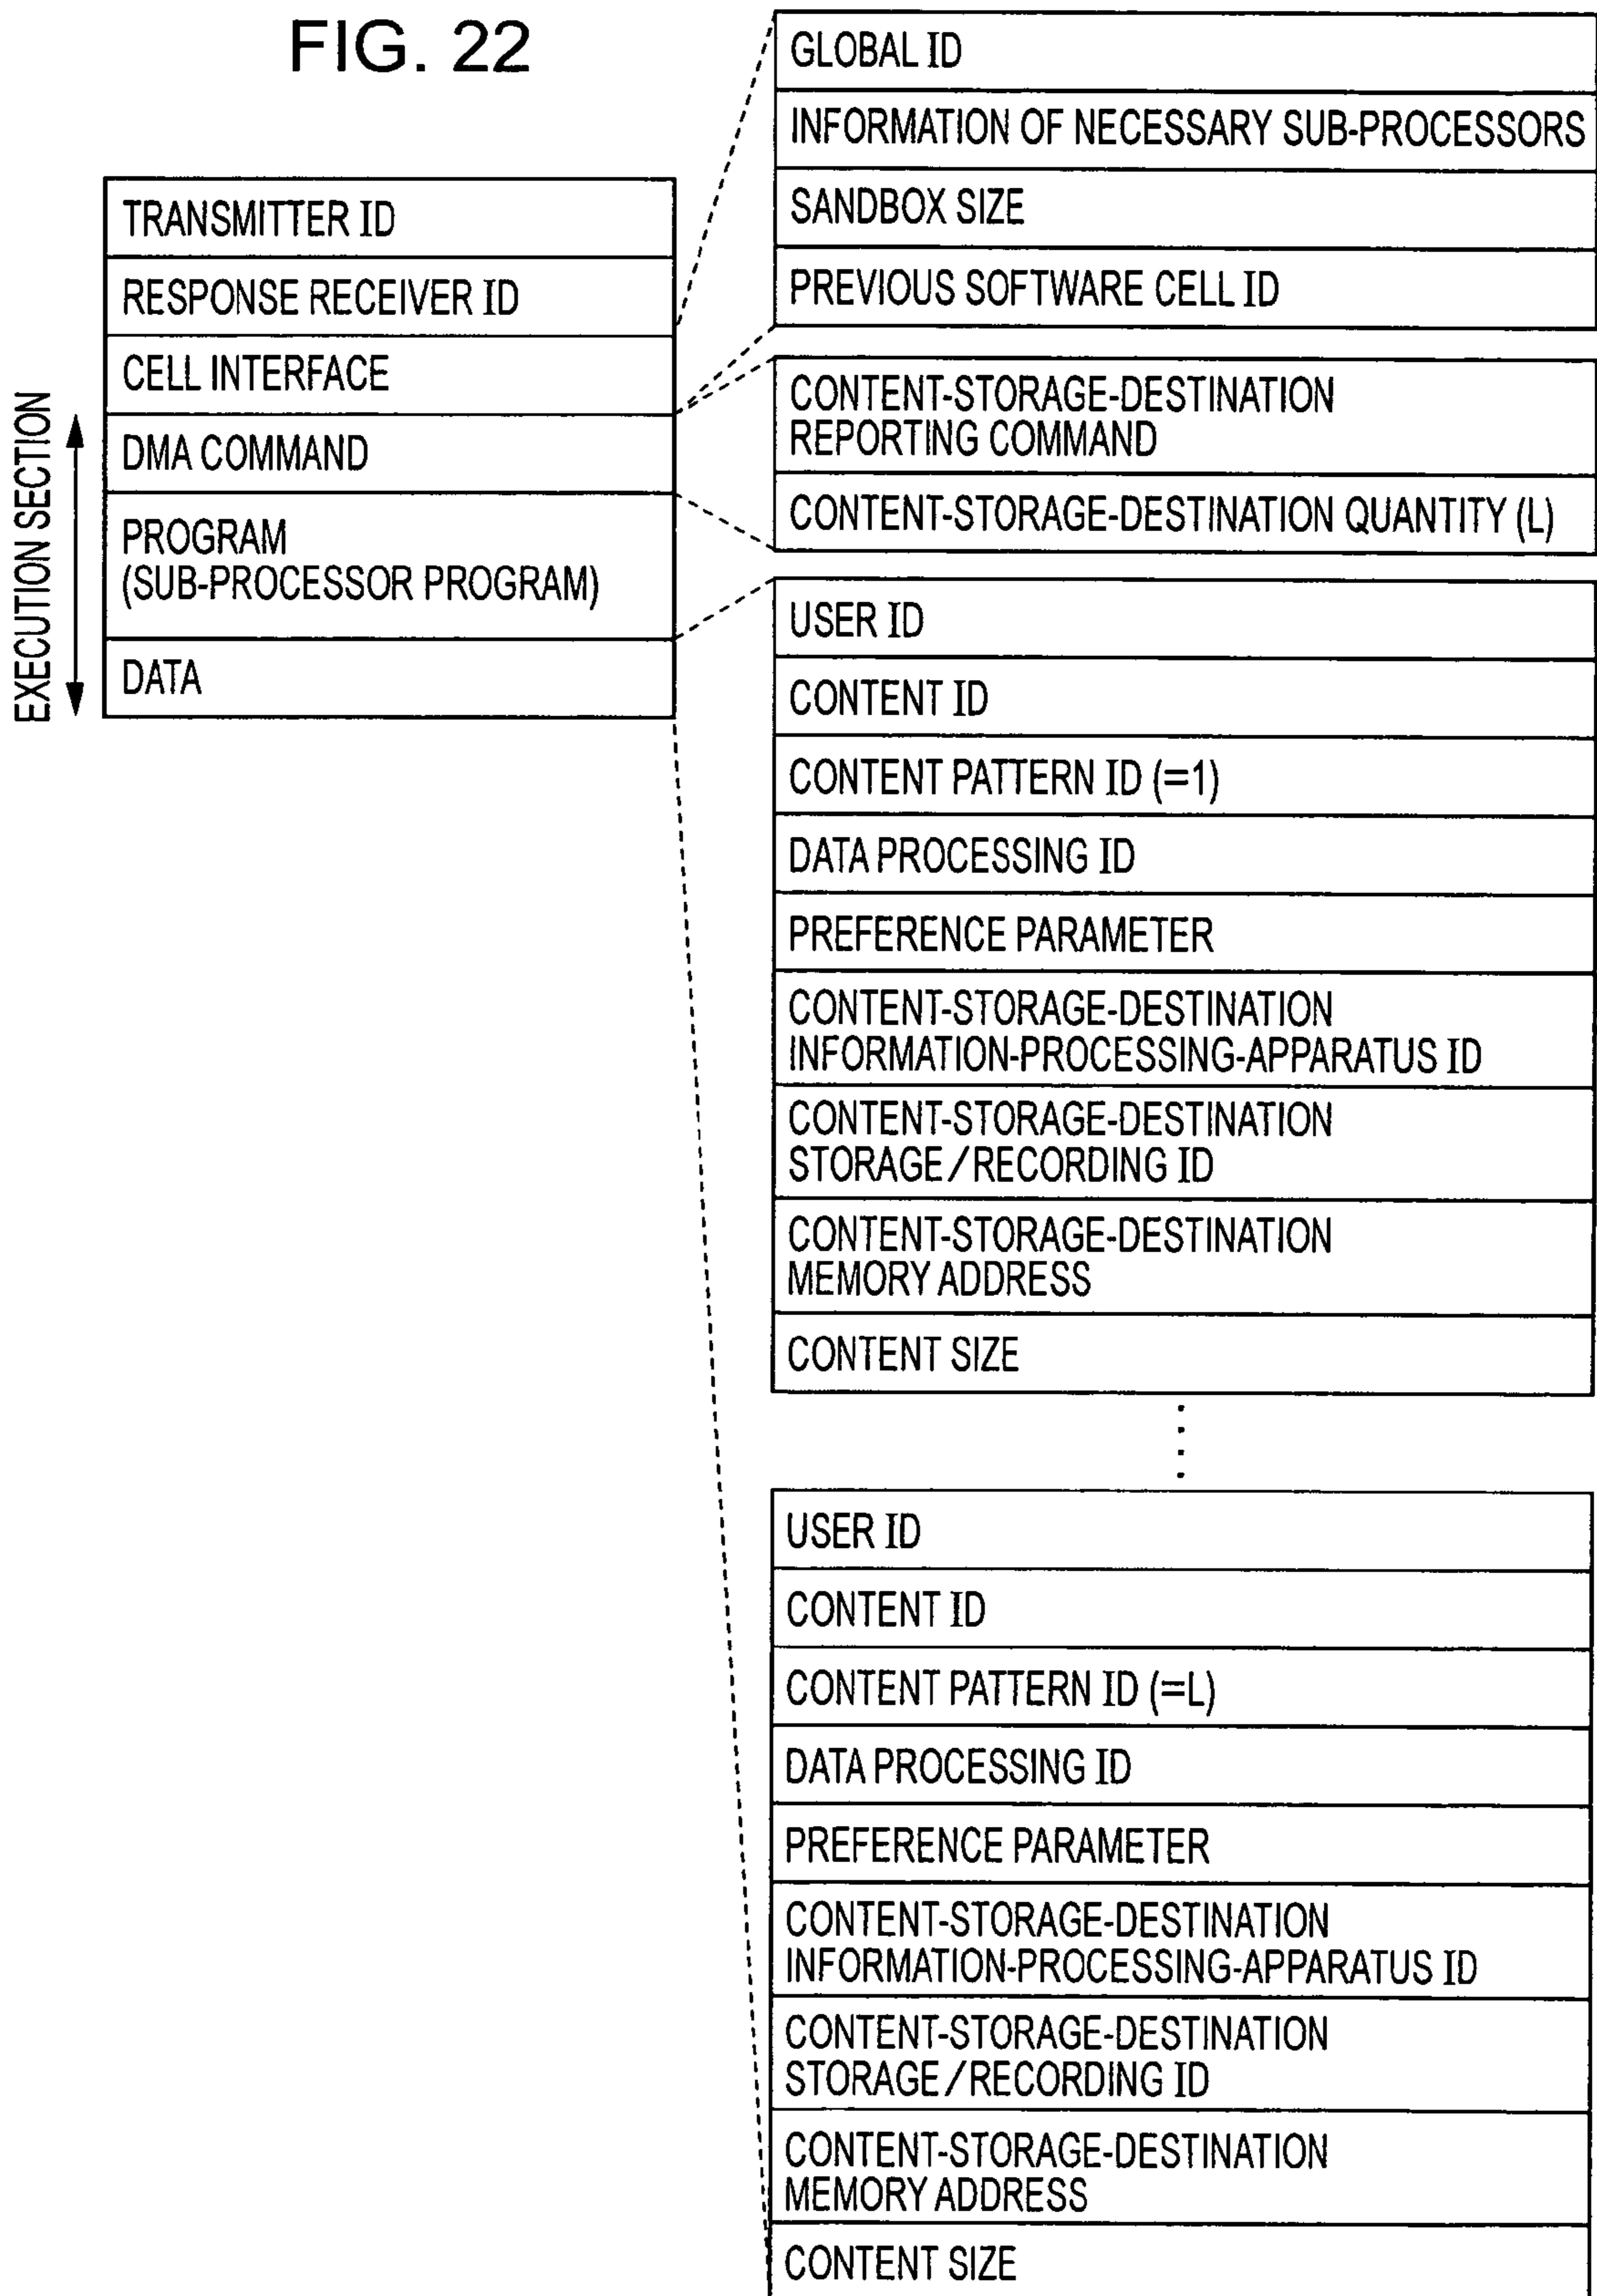 FIG. 22
EXECUTION SECTION
TRANSMITTER ID
RESPONSE RECEIVER ID
CELL INTERFACE
DMA COMMAND
PROGRAM
(SUB-PROCESSOR PROGRAM)
DATA
GLOBAL ID
INFORMATION OF NECESSARY SUB-PROCESSORS
SANDBOX SIZE
PREVIOUS SOFTWARE CELL ID
CONTENT-STORAGE-DESTINATION
REPORTING COMMAND
CONTENT-STORAGE-DESTINATION QUANTITY (L)
USER ID
CONTENT ID
CONTENT PATTERN ID (=1)
DATA PROCESSING ID
PREFERENCE PARAMETER
CONTENT-STORAGE-DESTINATION
INFORMATION-PROCESSING-APPARATUS ID
CONTENT-STORAGE-DESTINATION
STORAGE/RECORDING ID
CONTENT-STORAGE-DESTINATION
MEMORY ADDRESS
CONTENT SIZE
USER ID
CONTENT ID
CONTENT PATTERN ID (=L)
DATA PROCESSING ID
PREFERENCE PARAMETER
CONTENT-STORAGE-DESTINATION
INFORMATION-PROCESSING-APPARATUS ID
CONTENT-STORAGE-DESTINATION
STORAGE/RECORDING ID
CONTENT-STORAGE-DESTINATION
MEMORY ADDRESS
CONTENT SIZE